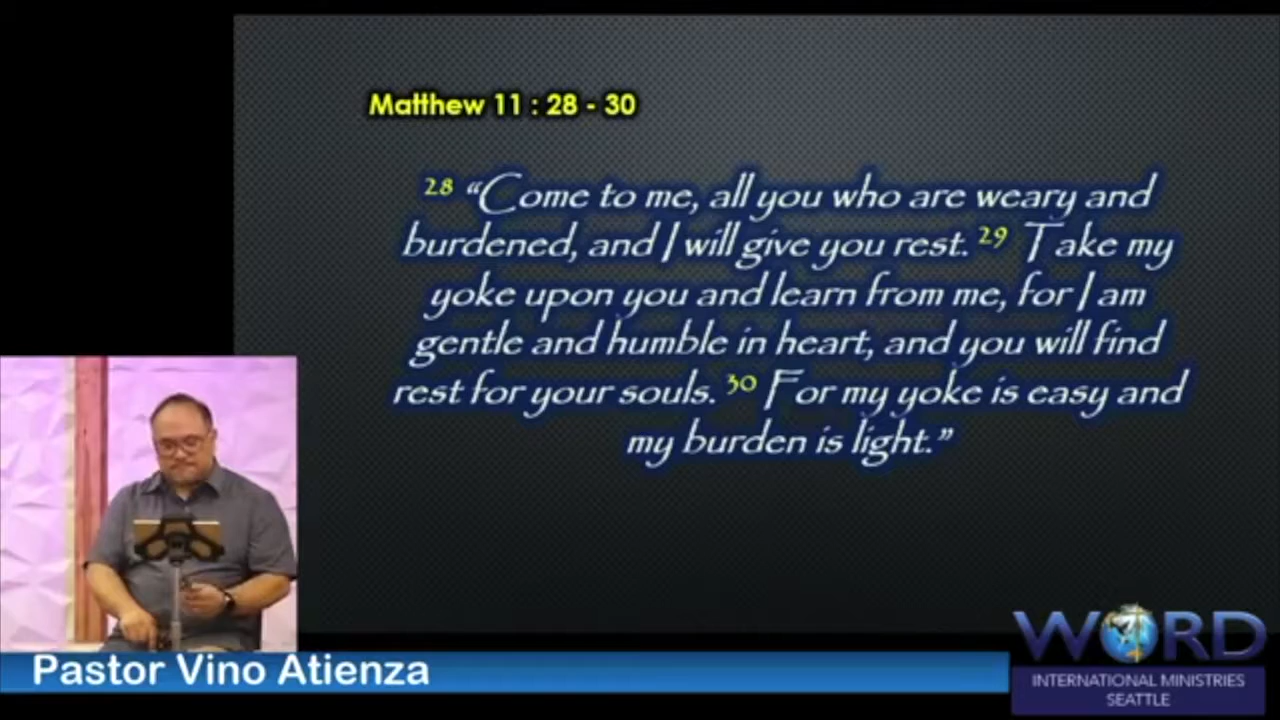 Matthew 11 : 28 - 30
28 “Come to me, all you who are weary and
burdened, and I will give you rest. 29 Take my
yoke upon you and learn from me, for I am
gentle and humble in heart, and you will find
rest for your souls. 30 For my yoke is easy and
my burden is light.”
Pastor Vino Atienza
WORD
INTERNATIONAL MINISTRIES
SEATTLE